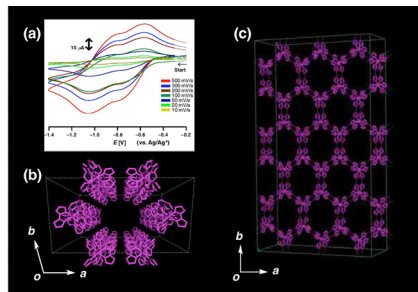 (a)
10 µA
Start
500 mV/s
300 mV/s
200 mV/s
100 mV/s
50 mV/s
20 mV/s
10 mV/s
−1.4 −1.2 −1.0 −0.8 −0.6 −0.4 −0.2
E [V] (vs. Ag/Ag⁺)
(b)
b
o
a
(c)
b
o
a